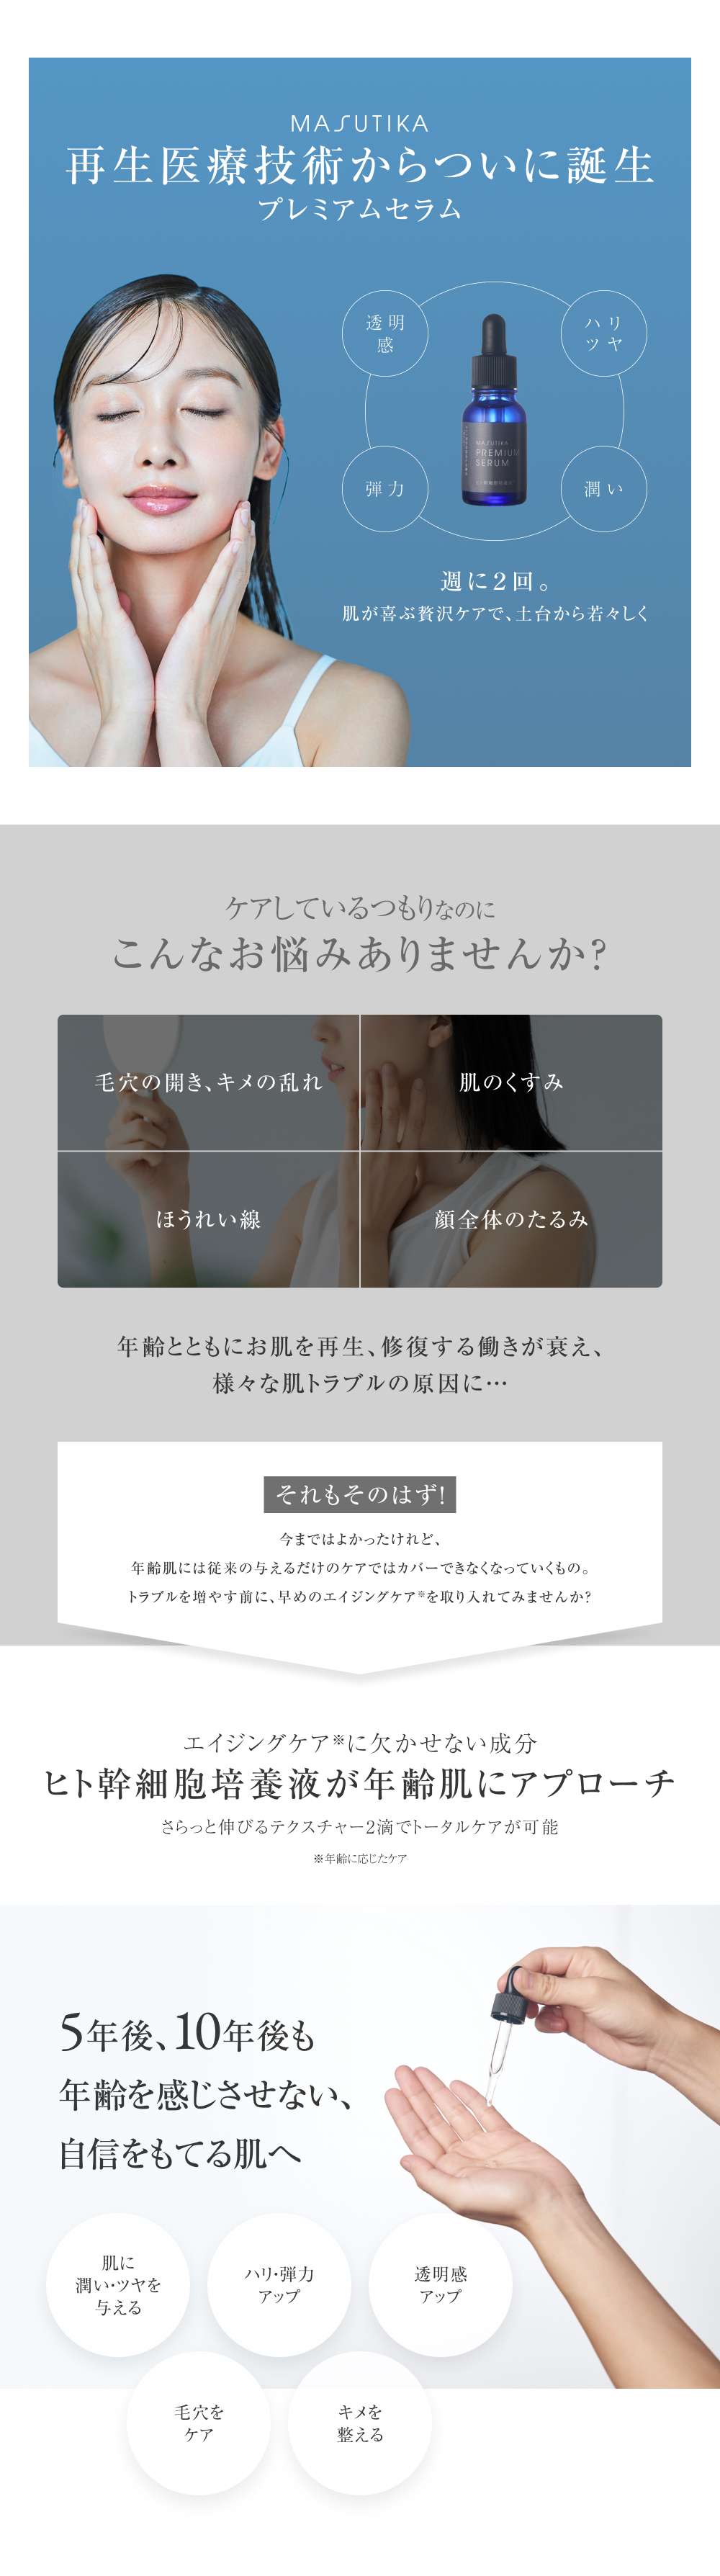 MASUTIKA
再生医療技術からついに誕生
プレミアムセラム
透明
感
ハリ
ツヤ
MASUTIKA
PREMIUM
SERUM
弾力
潤い
週に2回。
肌が喜ぶ贅沢ケアで、土台から若々しく
ケアしているつもりなのに
こんなお悩みありませんか?
毛穴の開き、キメの乱れ
肌のくすみ
ほうれい線
顔全体のたるみ
年齢とともにお肌を再生、修復する働きが衰え、
様々な肌トラブルの原因に…
それもそのはず!
今まではよかったけれど、
年齢肌には従来の与えるだけのケアではカバーできなくなっていくもの。
トラブルを増やす前に、早めのエイジングケア※を取り入れてみませんか?
エイジングケア※に欠かせない成分
ヒト幹細胞培養液が年齢肌にアプローチ
さらっと伸びるテクスチャー2滴でトータルケアが可能
※年齢に応じたケア
5年後、10年後も
年齢を感じさせない、
自信をもてる肌へ
肌に
潤い・ツヤを
与える
ハリ・弾力
アップ
透明感
アップ
毛穴を
ケア
キメを
整える